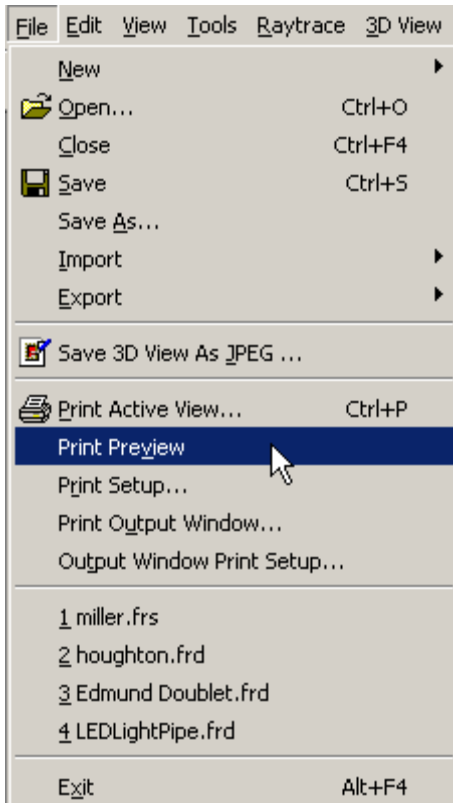 File Edit View Tools Raytrace 3D View
New
Open... Ctrl+O
Close Ctrl+F4
Save Ctrl+S
Save As...
Import
Export
Save 3D View As JPEG ...
Print Active View... Ctrl+P
Print Preview
Print Setup...
Print Output Window...
Output Window Print Setup...
1 miller.frs
2 houghton.frd
3 Edmund Doublet.frd
4 LEDLightPipe.frd
Exit Alt+F4